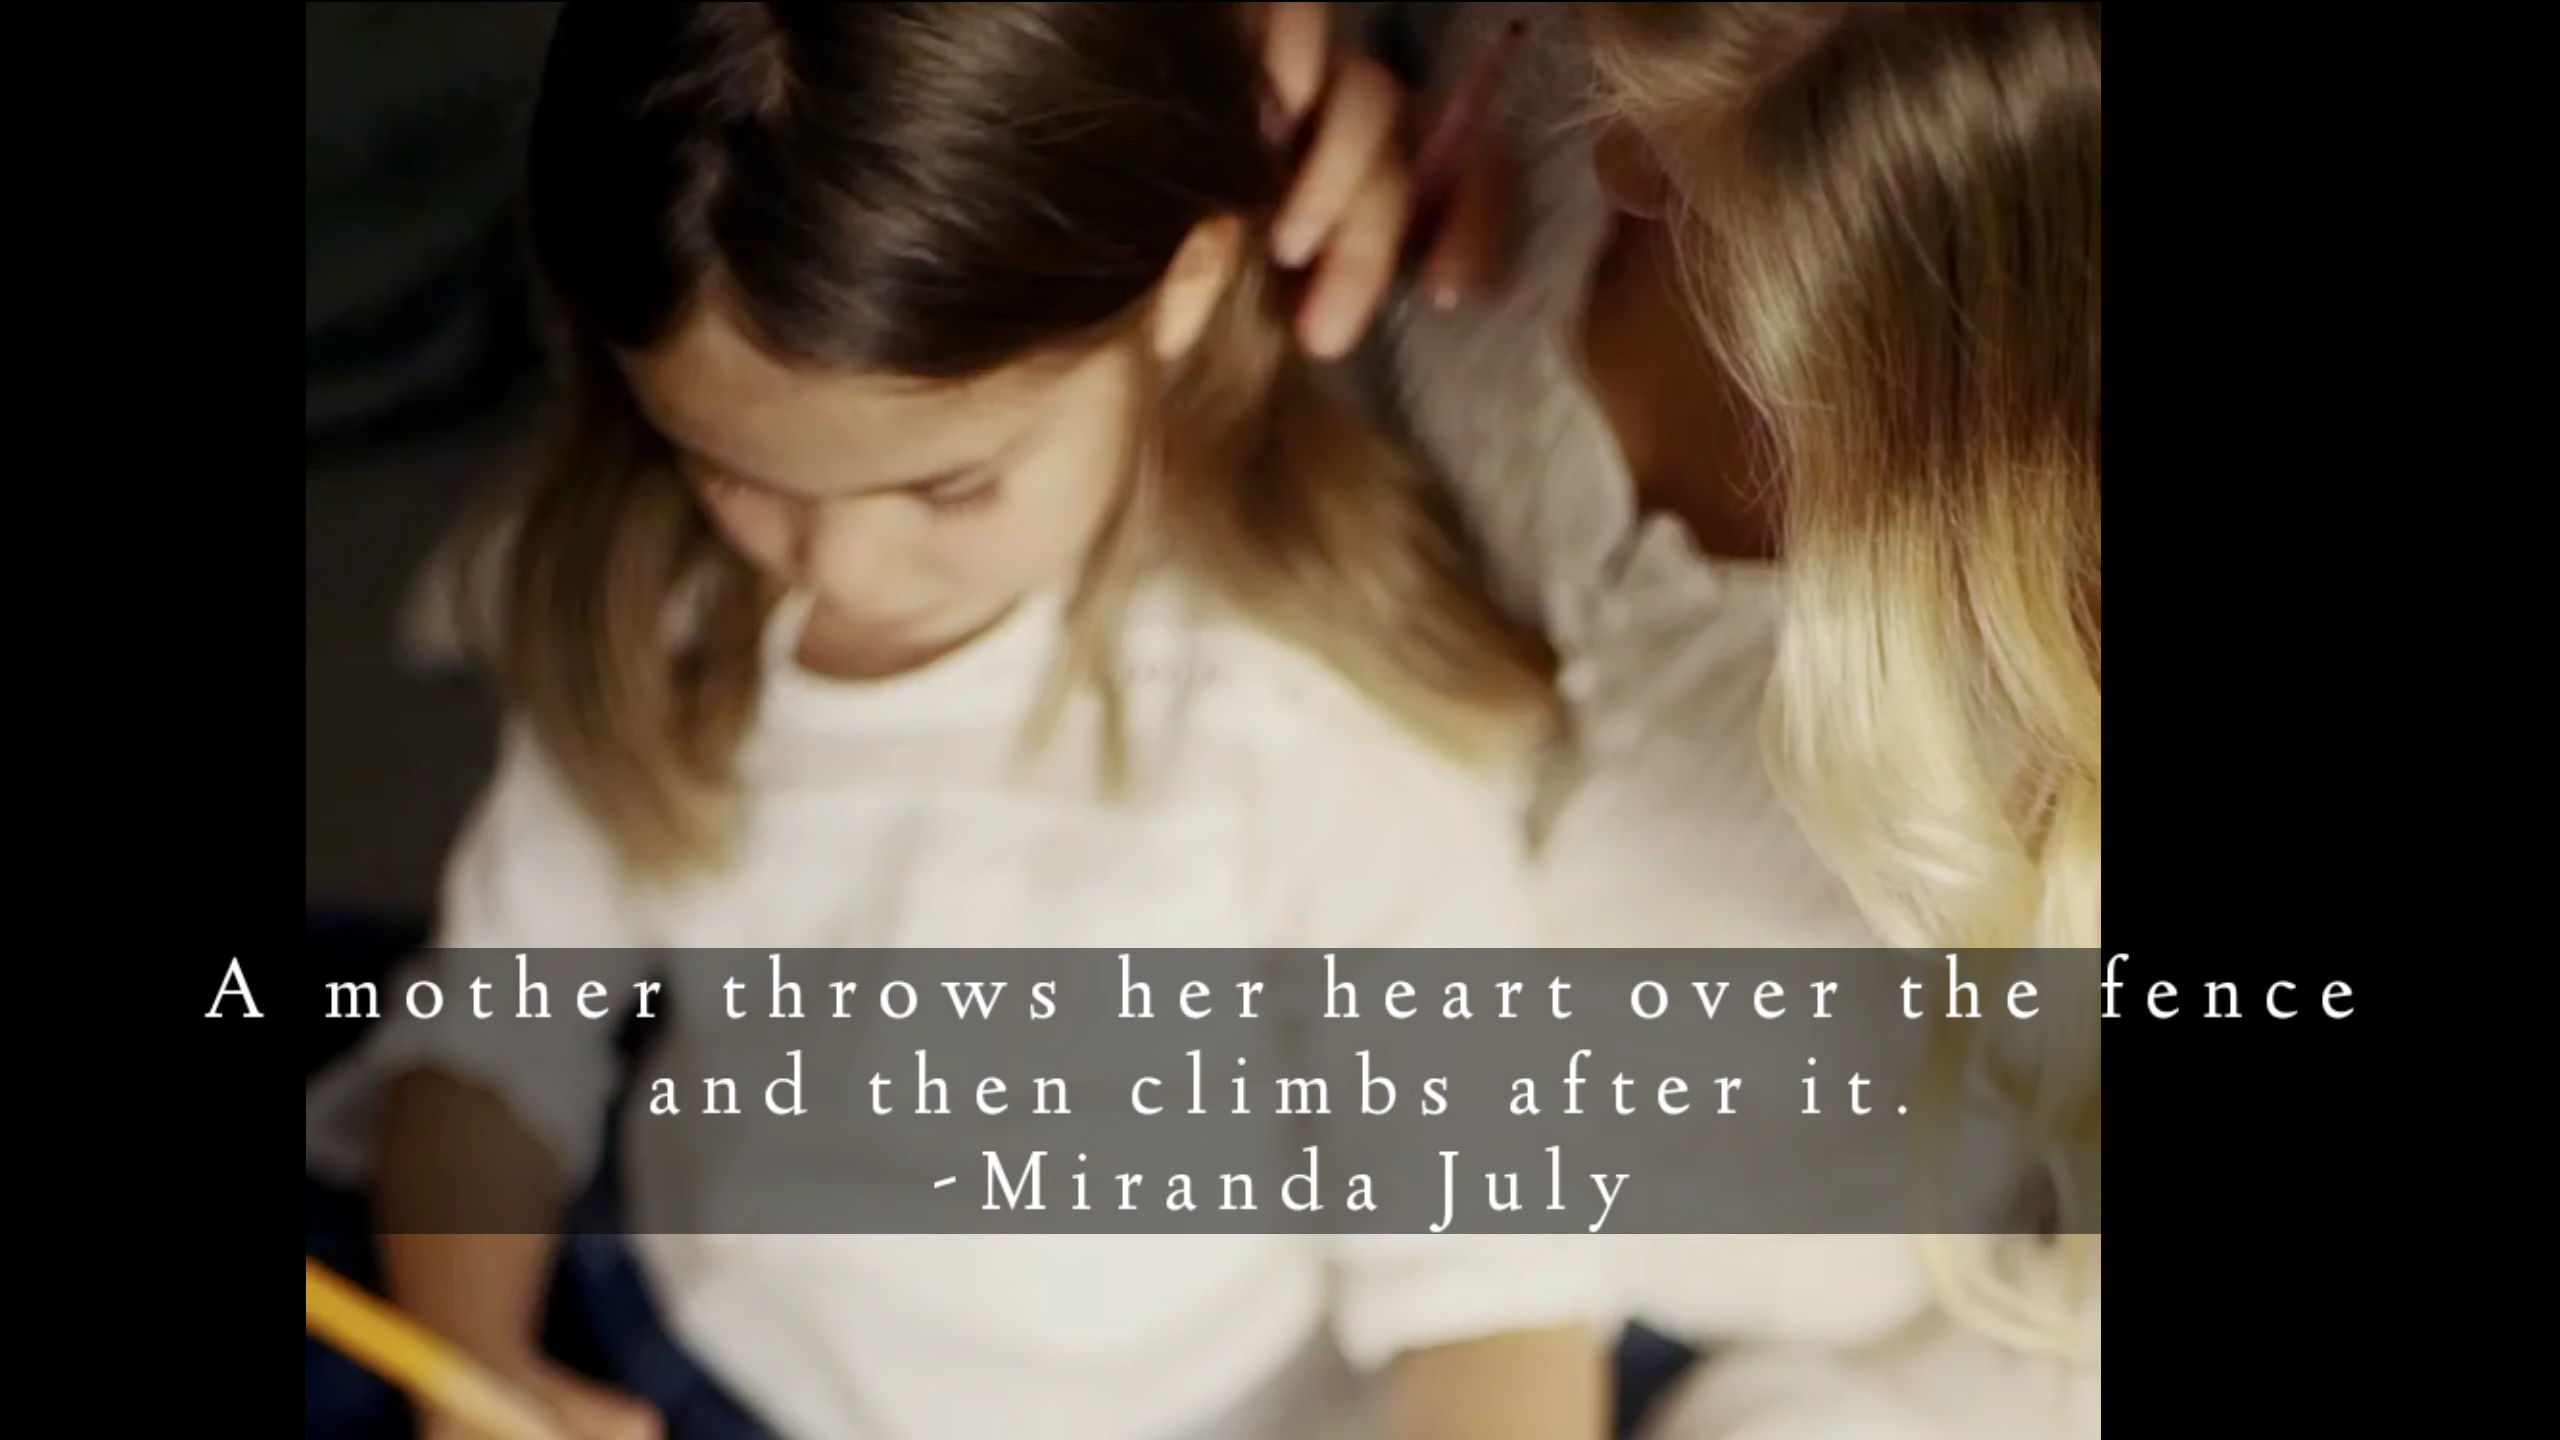 A mother throws her heart over the fence
and then climbs after it.
-Miranda July